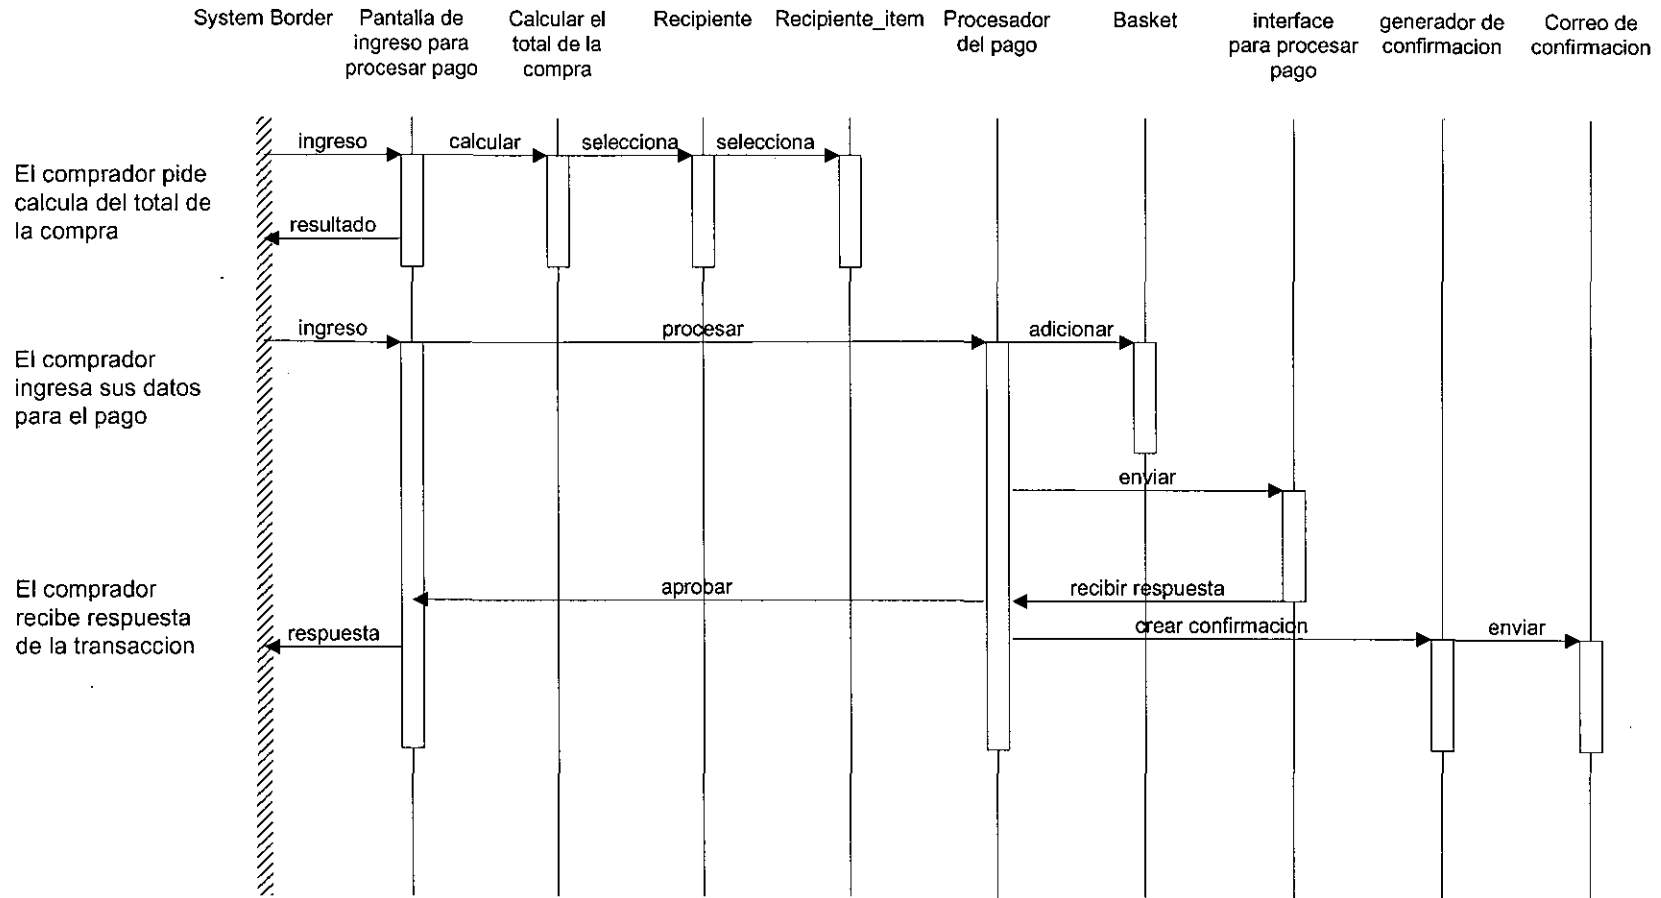 System Border
Pantalla de
ingreso para
procesar pago
Calcular el
total de la
compra
Recipiente
Recipiente_item
Procesador
del pago
Basket
interface
para procesar
pago
generador de
confirmacion
Correo de
confirmacion
El comprador pide
calcula del total de
la compra
ingreso
calcular
selecciona
selecciona
resultado
El comprador
ingresa sus datos
para el pago
ingreso
procesar
adicionar
enviar
El comprador
recibe respuesta
de la transaccion
aprobar
recibir respuesta
respuesta
crear confirmacion
enviar